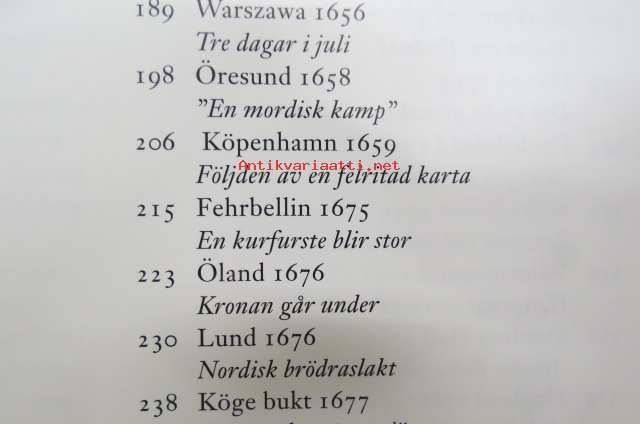 189 Warszawa 1656
Tre dagar i juli
198 Öresund 1658
”En mordisk kamp”
206 Köpenhamn 1659
Antikvariaatti.net
Följden av en felritad karta
215 Fehrbellin 1675
En kurfurste blir stor
223 Öland 1676
Kronan går under
230 Lund 1676
Nordisk brödraslakt
238 Köge bukt 1677